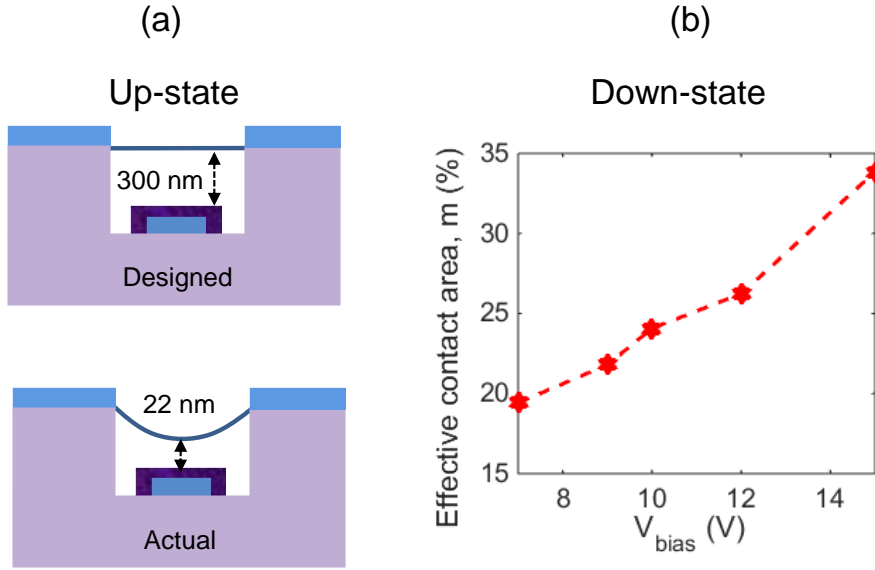 (a)
Up-state
300 nm
Designed
22 nm
Actual
(b)
Down-state
Effective contact area, m (%)
35
30
25
20
15
8 10 12 14
V_bias (V)